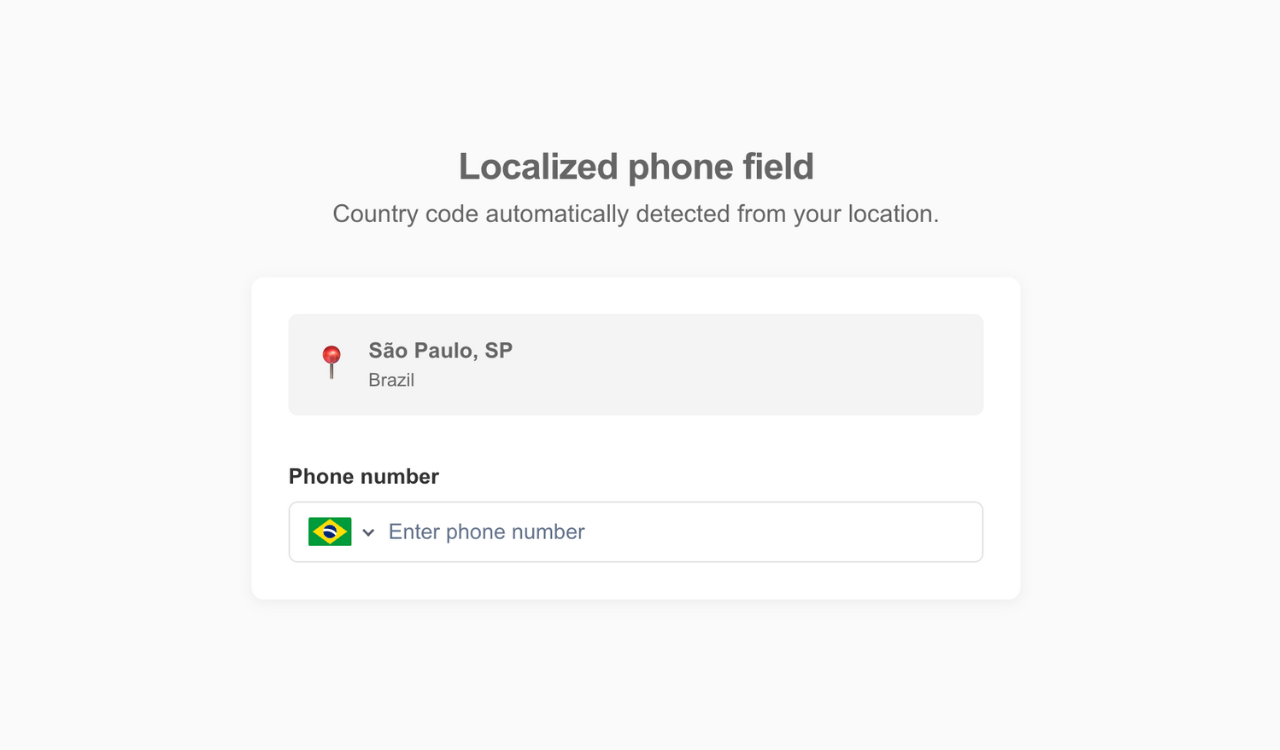 Localized phone field
Country code automatically detected from your location.
São Paulo, SP
Brazil
Phone number
Enter phone number